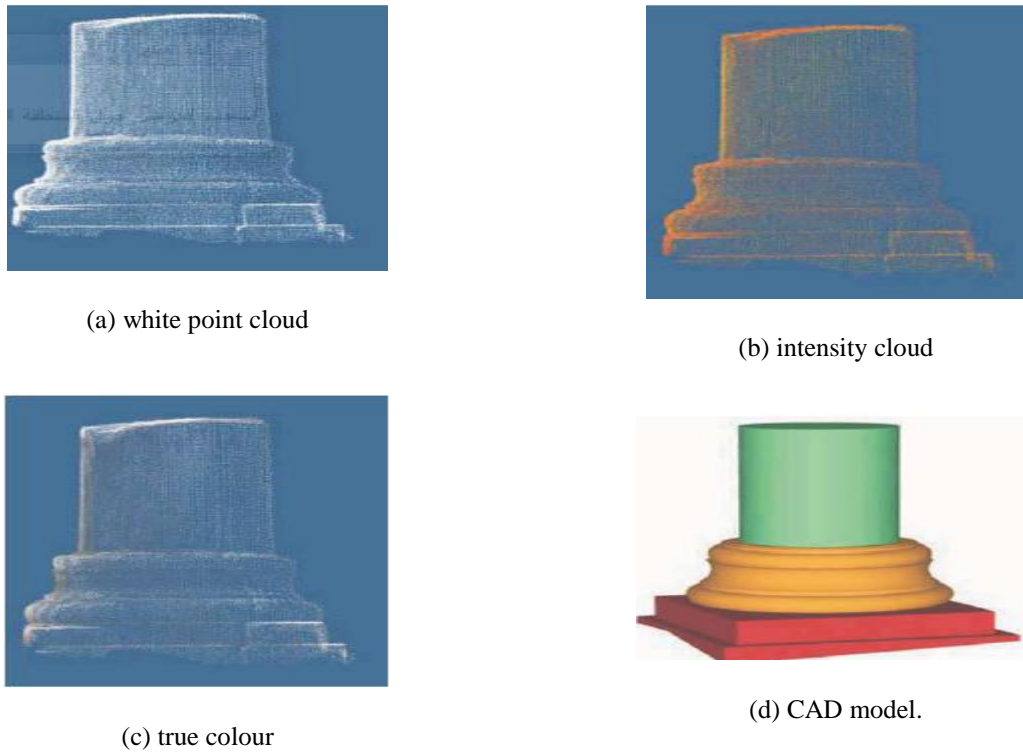 (a) white point cloud
(b) intensity cloud
(c) true colour
(d) CAD model.